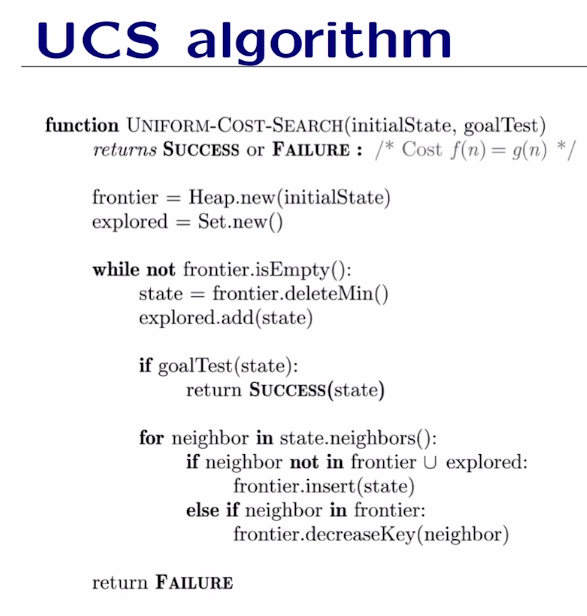 UCS algorithm
function UNIFORM-COST-SEARCH(initialState, goalTest)
returns SUCCESS or FAILURE : /* Cost f(n) = g(n) */
frontier = Heap.new(initialState)
explored = Set.new()
while not frontier.isEmpty():
state = frontier.deleteMin()
explored.add(state)
if goalTest(state):
return SUCCESS(state)
for neighbor in state.neighbors():
if neighbor not in frontier ∪ explored:
frontier.insert(state)
else if neighbor in frontier:
frontier.decreaseKey(neighbor)
return FAILURE